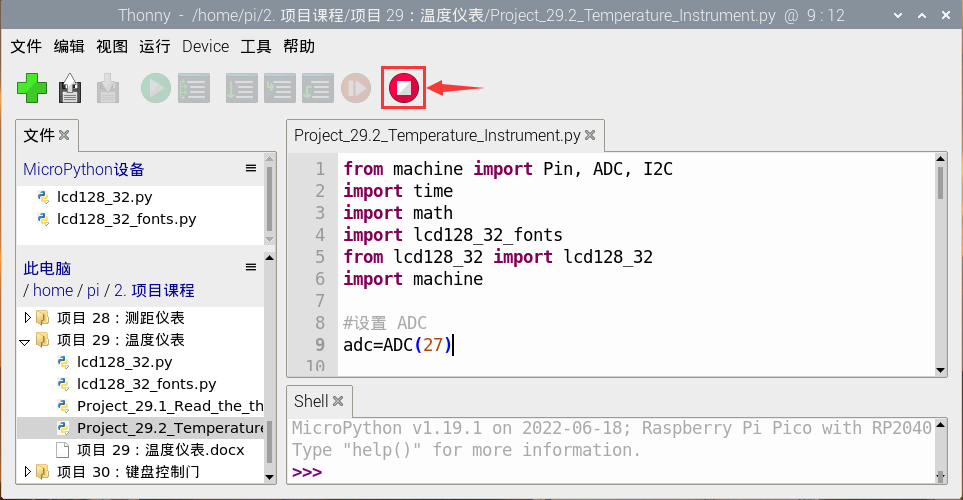 Thonny - /home/pi/2. 项目课程/项目 29：温度仪表/Project_29.2_Temperature_Instrument.py @ 9 : 12
文件 编辑 视图 运行 Device 工具 帮助
文件
MicroPython设备
lcd128_32.py
lcd128_32_fonts.py
此电脑
/ home / pi / 2. 项目课程
项目 28：测距仪表
项目 29：温度仪表
lcd128_32.py
lcd128_32_fonts.py
Project_29.1_Read_the_th
Project_29.2_Temperature
项目 29：温度仪表.docx
项目 30：键盘控制门
Project_29.2_Temperature_Instrument.py
1 from machine import Pin, ADC, I2C
2 import time
3 import math
4 import lcd128_32_fonts
5 from lcd128_32 import lcd128_32
6 import machine
7
8 #设置 ADC
9 adc=ADC(27)
10
Shell
MicroPython v1.19.1 on 2022-06-18; Raspberry Pi Pico with RP2040
Type "help()" for more information.
>>>